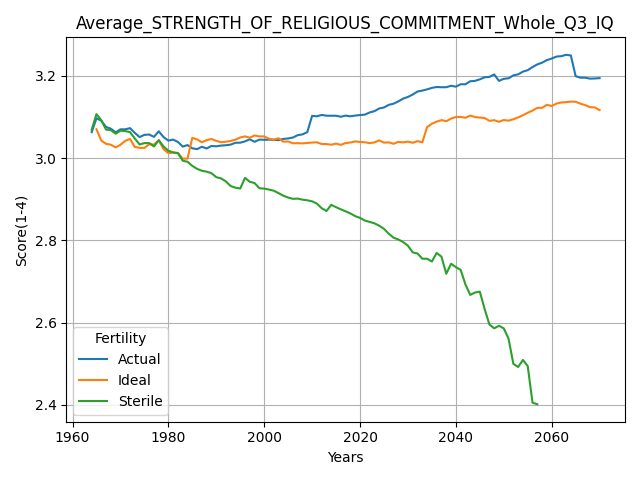 Average_STRENGTH_OF_RELIGIOUS_COMMITMENT_Whole_Q3_IQ
3.2
3.0
2.8
2.6
2.4
Score(1-4)
Fertility
Actual
Ideal
Sterile
1960 1980 2000 2020 2040 2060
Years